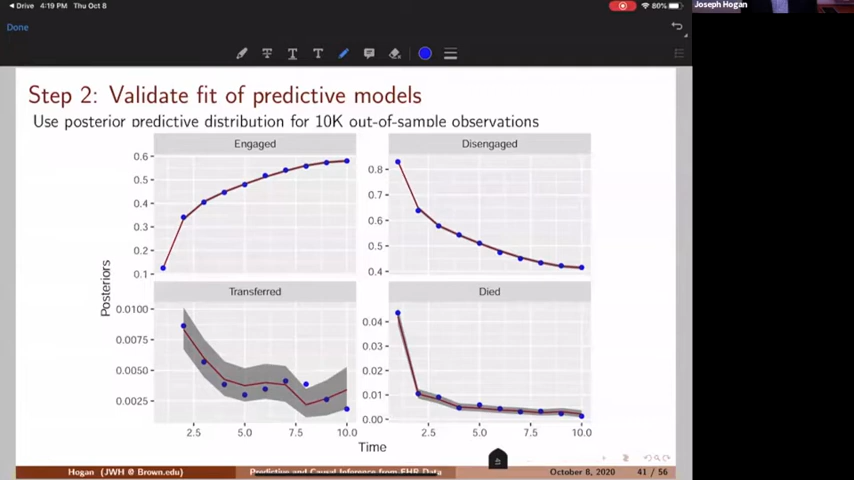 Drive 4:19 PM Thu Oct 8
80%
Joseph Hogan
Done
Step 2: Validate fit of predictive models
Use posterior predictive distribution for 10K out-of-sample observations
Engaged
Disengaged
0.6
0.5
0.4
0.3
0.2
0.1
0.8
0.7
0.6
0.5
0.4
Transferred
Died
0.0100
0.0075
0.0050
0.0025
0.04
0.03
0.02
0.01
0.00
Posteriors
2.5 5.0 7.5 10.0
2.5 5.0 7.5 10.0
Time
Hogan (JWH @ Brown.edu) Predictive and Causal Inference from EHR Data October 8, 2020 41 / 56